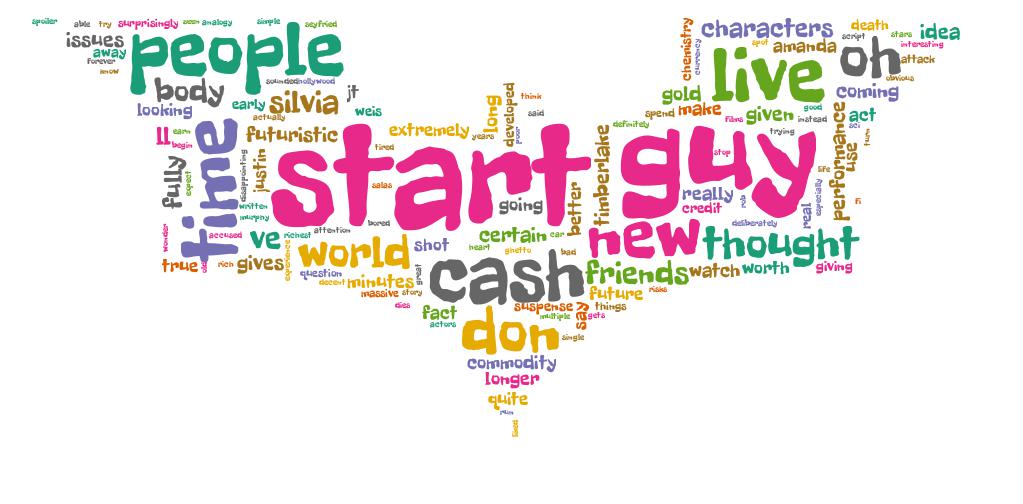 spoiler able try surprisingly seen analogy simple seyfried
issues people
away
forever
know
body
soundedhollywood
looking early silvia jt
actually weis
ll earn
begin
time futuristic
fully
expect
disappointing
justin
extremely years
long developed think
said
poor
tired
start guy
salas
going
better
timberlake
definitely
written
murphy
bored
attention
wonder
accused ve richest
true old rich gives experience
world shot
question
decent minutes
massive story
great
dies
certain car
heart ghetto bad
cash
new thought
friends watch worth giving
future risks
suspense things
multiple say gets
fact
actors
don single
commodity
longer
quite
ruin
fixed
chemistry
currency
characters death
spot amanda script stars idea
interesting
live oh attack
obvious
gold coming
spend make given good act
films instead
trying
performance
use
sci
turn
stop
life
really rob especially
credit real
deliberately
fi